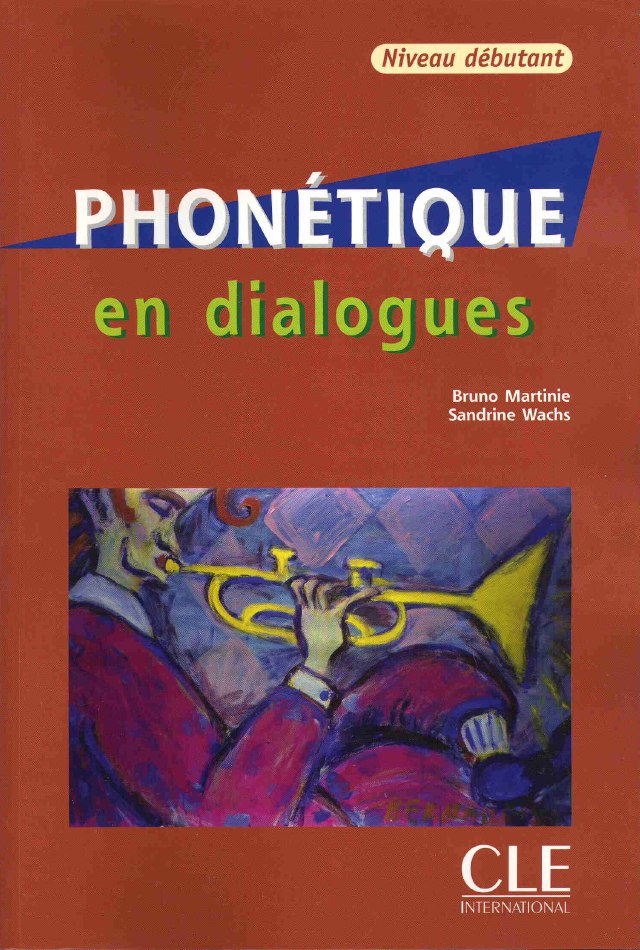 Niveau débutant
PHONÉTIQUE
en dialogues
Bruno Martinie
Sandrine Wachs
CLE
INTERNATIONAL